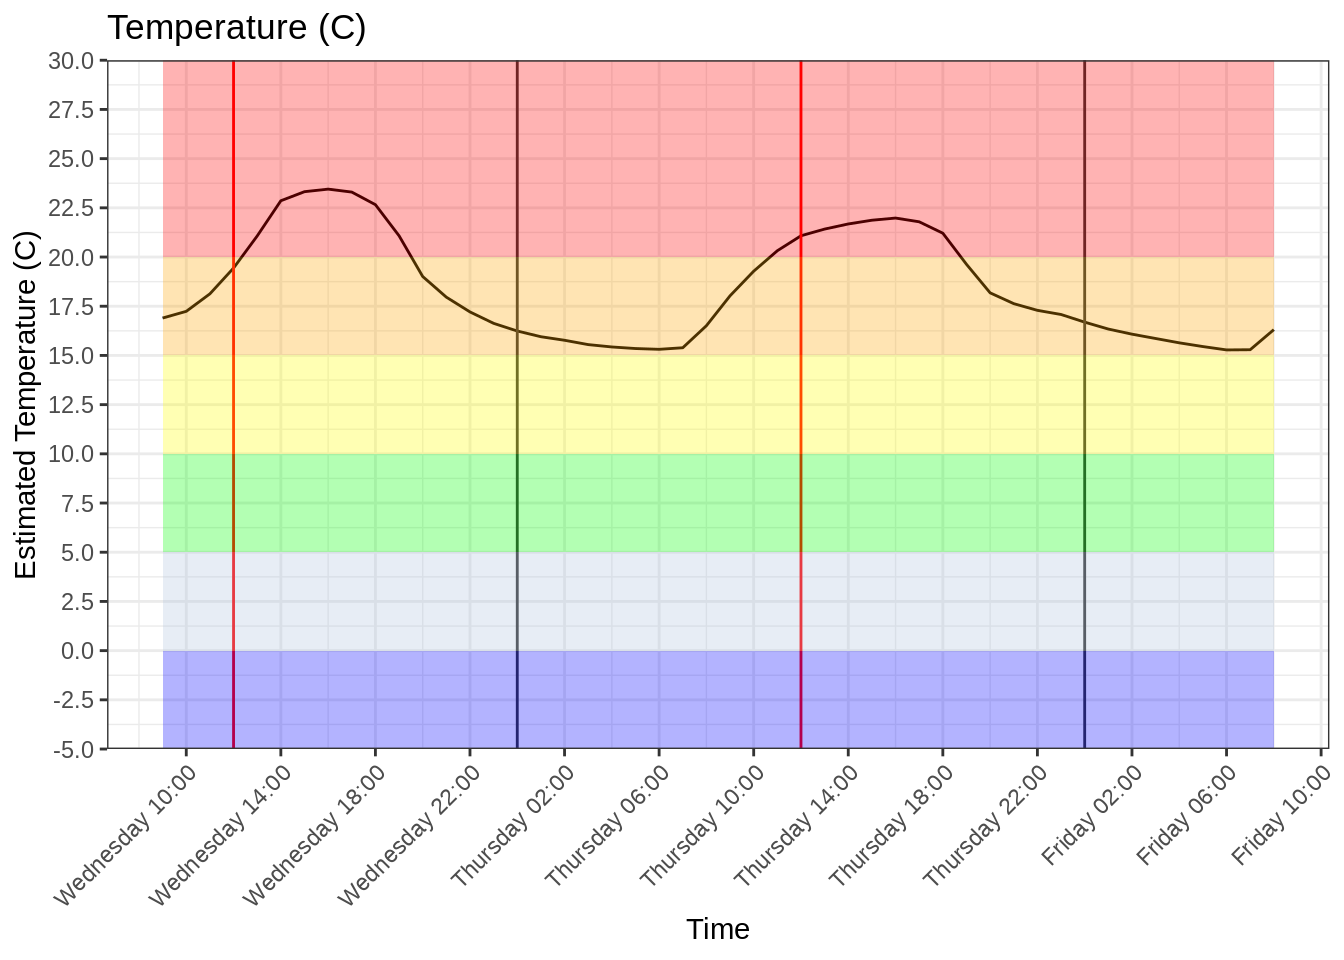 Temperature (C)
30.0
27.5
25.0
22.5
20.0
17.5
15.0
12.5
10.0
7.5
5.0
2.5
0.0
-2.5
-5.0
Estimated Temperature (C)
Wednesday 10:00
Wednesday 14:00
Wednesday 18:00
Wednesday 22:00
Thursday 02:00
Thursday 06:00
Thursday 10:00
Thursday 14:00
Thursday 18:00
Thursday 22:00
Friday 02:00
Friday 06:00
Friday 10:00
Time